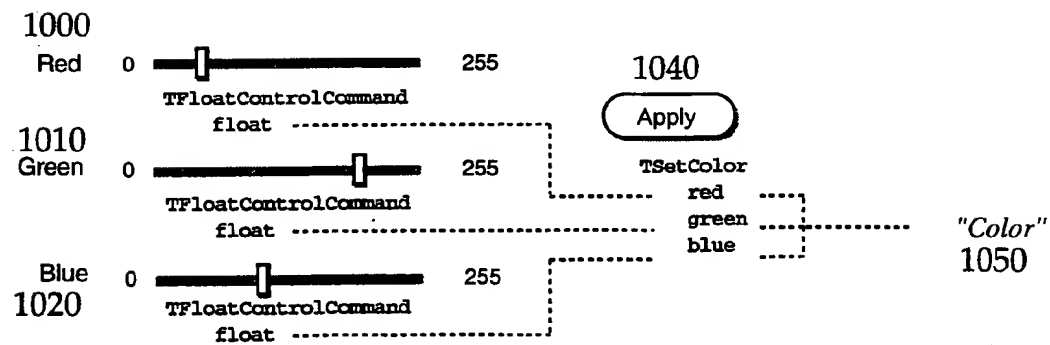 1000
Red 0 255
TFloatControlCommand
float
1010
Green 0 255
TFloatControlCommand
float
Blue 0 255
1020
TFloatControlCommand
float
1040
Apply
TSetColor
red
green
blue
"Color"
1050